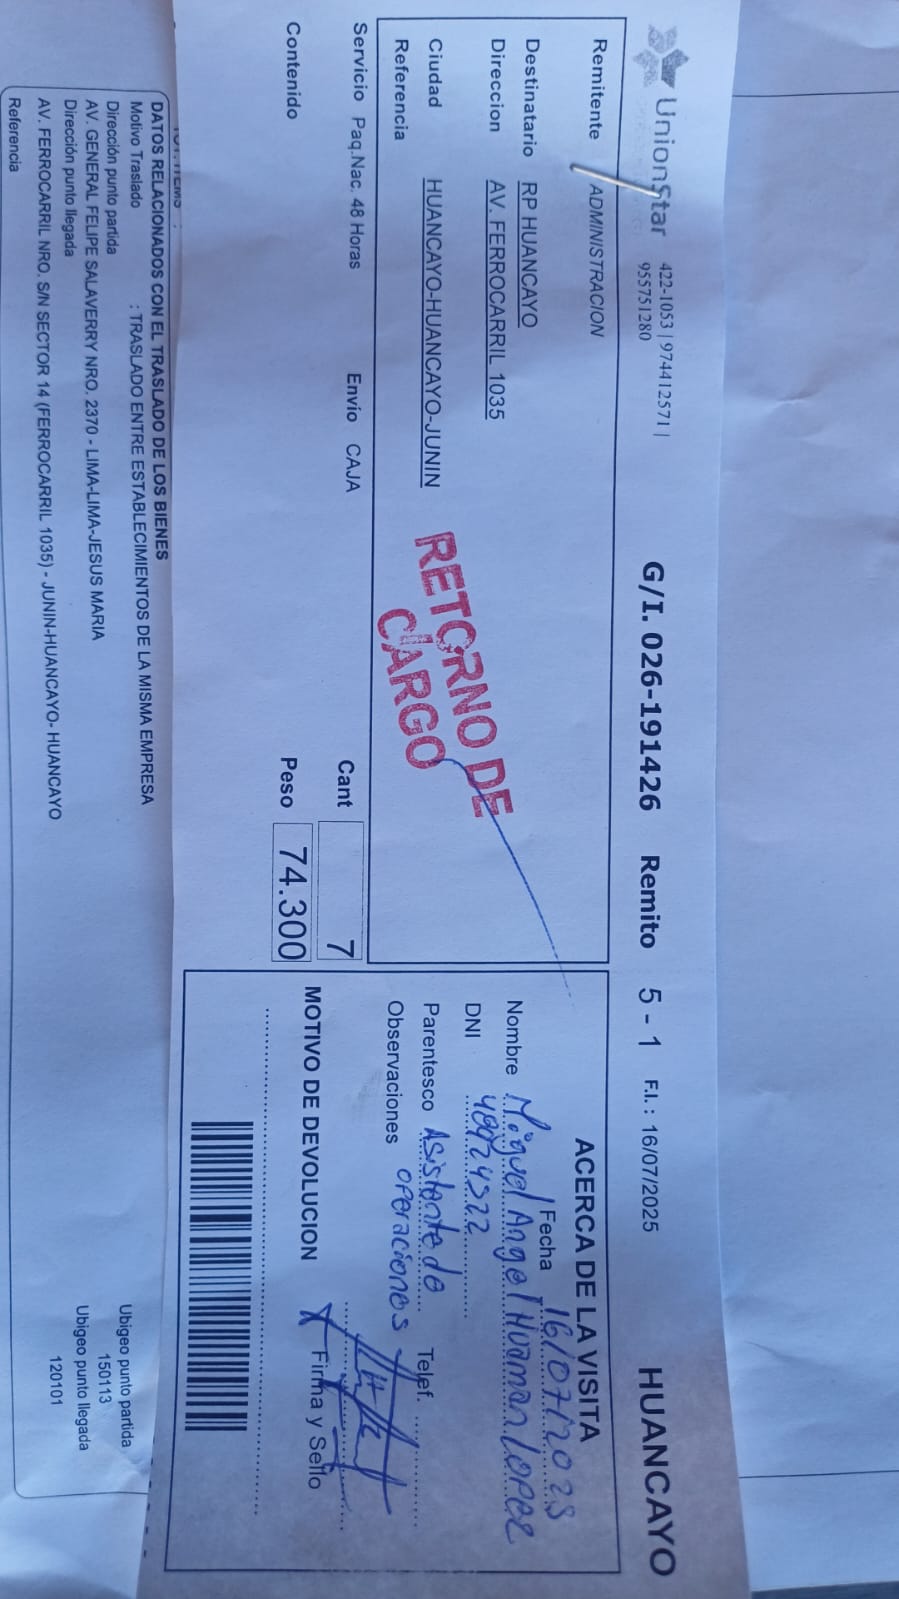 UnionStar
422-1053 | 974412571 |
955751280
G/I. 026-191426 Remito 5 - 1 F.I. : 16/07/2025 HUANCAYO
Remitente ADMINISTRACION
Destinatario RP HUANCAYO
Direccion AV. FERROCARRIL 1035
Ciudad HUANCAYO-HUANCAYO-JUNIN
Referencia
RETORNO DE
CARGO
Servicio Paq.Nac. 48 Horas Envio CAJA Cant 7
Contenido Peso 74.300
ACERCA DE LA VISITA
Fecha 16/07/2025
Nombre Miguel Angel Huaman Lopez
DNI
Parentesco Asistente de Telef.
operaciones
Observaciones
MOTIVO DE DEVOLUCION Firma y Sello
DATOS RELACIONADOS CON EL TRASLADO DE LOS BIENES
Motivo Traslado : TRASLADO ENTRE ESTABLECIMIENTOS DE LA MISMA EMPRESA
Dirección punto partida Ubigeo punto partida
AV. GENERAL FELIPE SALAVERRY NRO. 2370 - LIMA-LIMA-JESUS MARIA 150113
Dirección punto llegada Ubigeo punto llegada
AV. FERROCARRIL NRO. S/N SECTOR 14 (FERROCARRIL 1035) - JUNIN-HUANCAYO- HUANCAYO 120101
Referencia